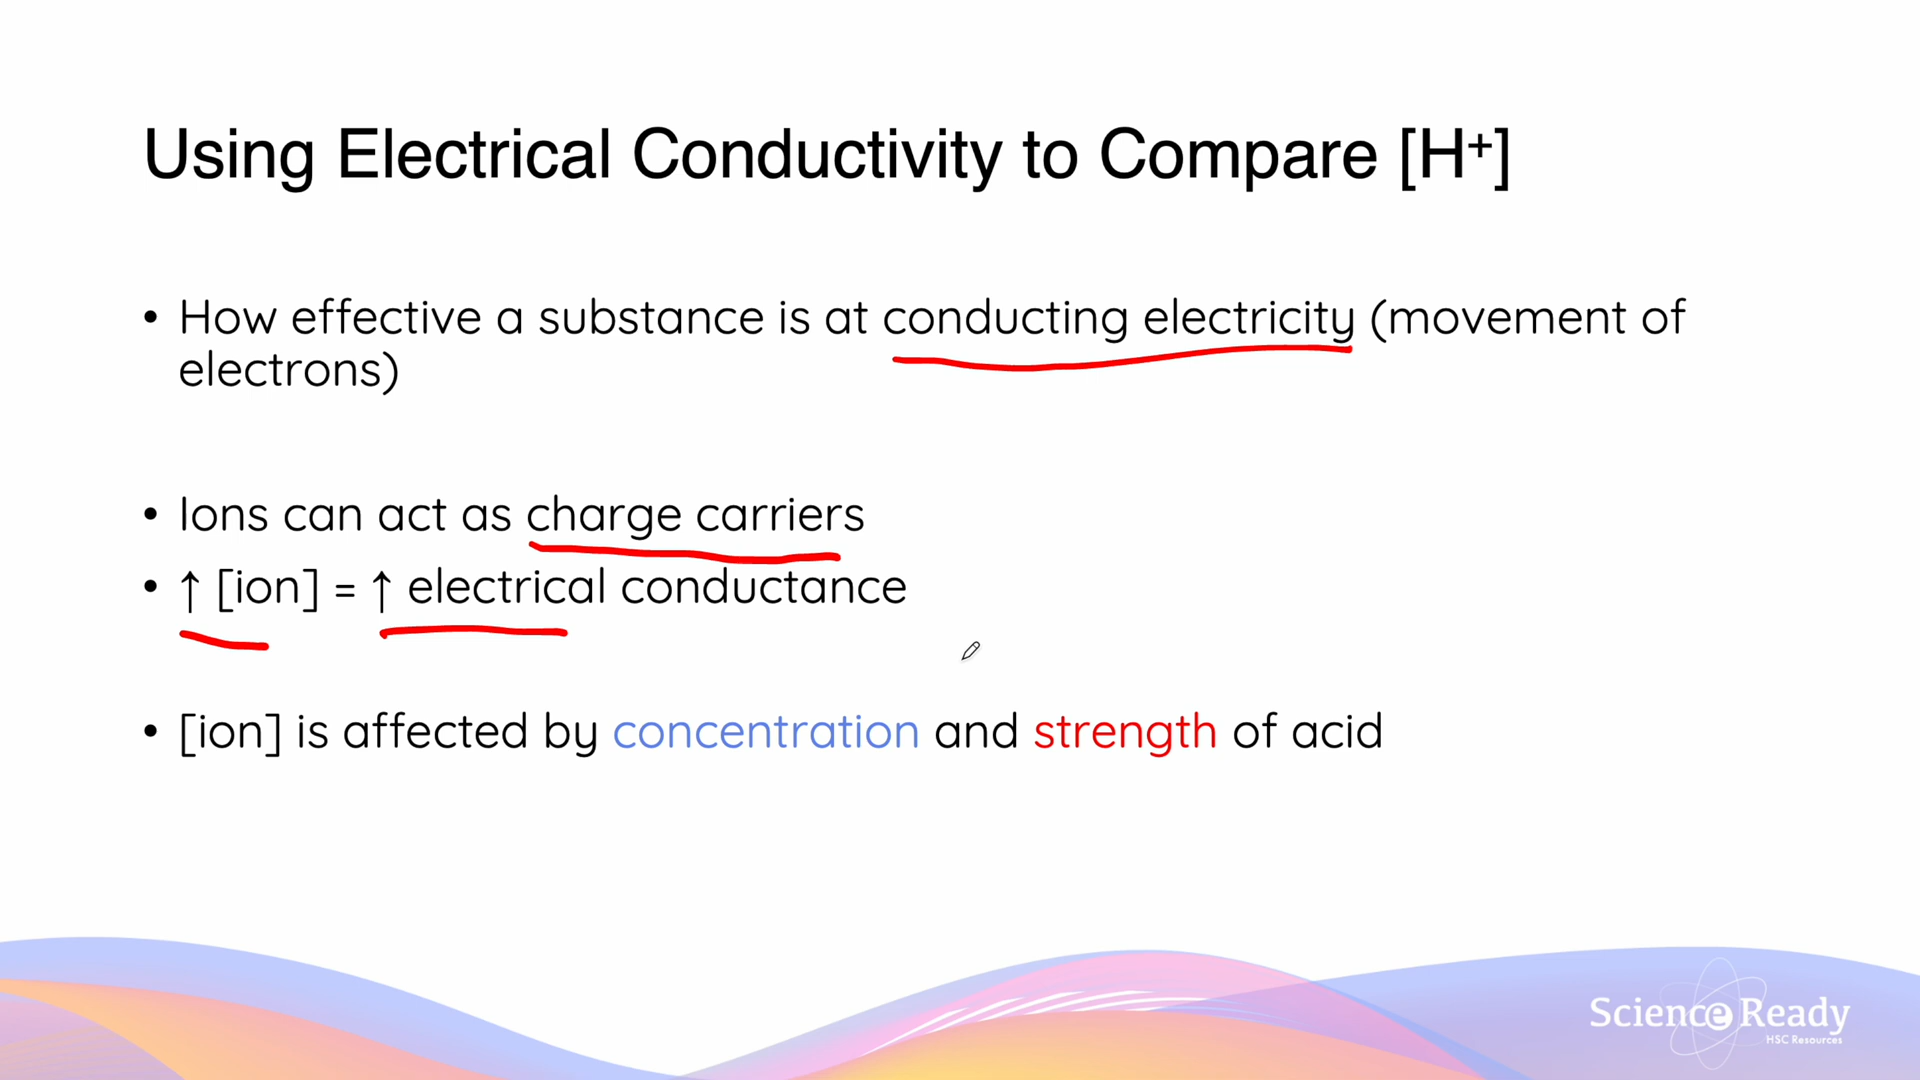 Using Electrical Conductivity to Compare [H⁺]
• How effective a substance is at conducting electricity (movement of
electrons)
• Ions can act as charge carriers
• ↑ [ion] = ↑ electrical conductance
• [ion] is affected by concentration and strength of acid
Science Ready
HSC Resources